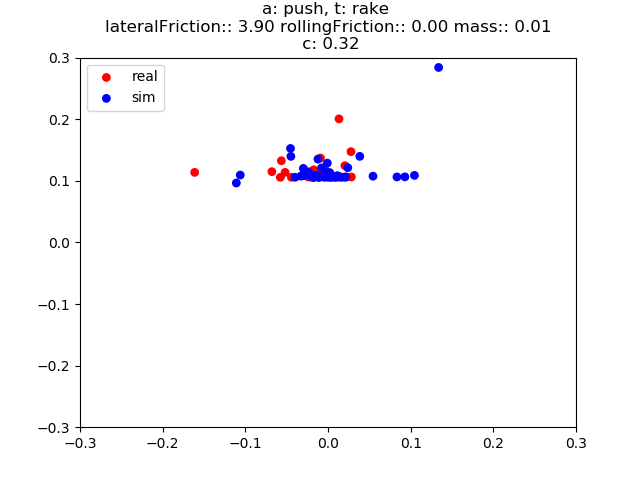 a: push, t: rake
lateralFriction:: 3.90 rollingFriction:: 0.00 mass:: 0.01
c: 0.32
real
sim
0.3
0.2
0.1
0.0
−0.1
−0.2
−0.3
−0.3
−0.2
−0.1
0.0
0.1
0.2
0.3